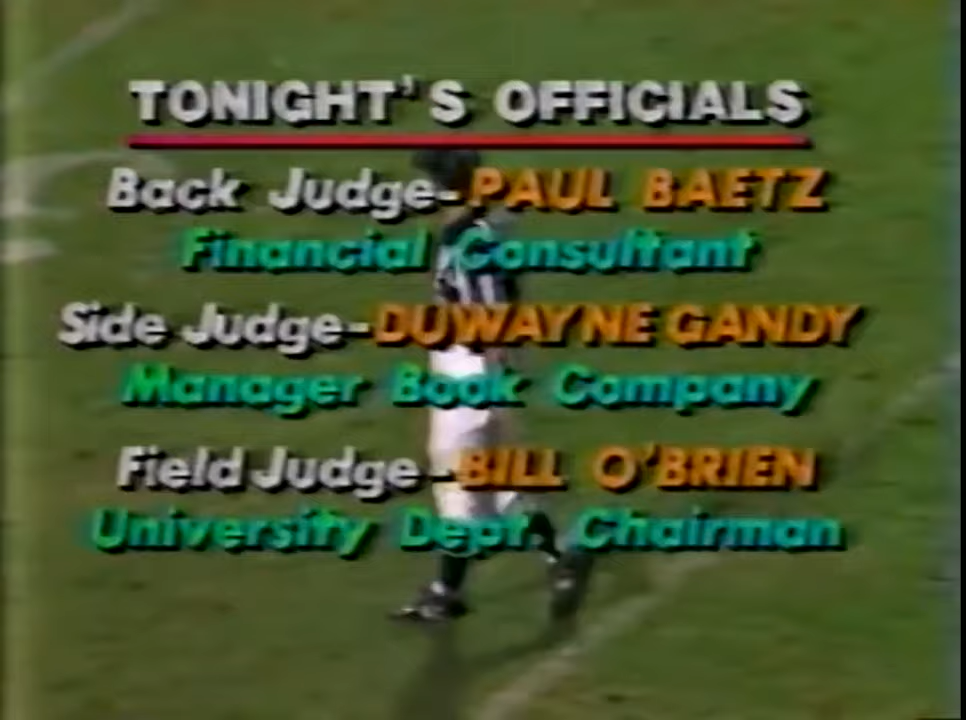 TONIGHT'S OFFICIALS
Back Judge-PAUL BAETZ
Financial Consultant
Side Judge-DUWAYNE GANDY
Manager Book Company
Field Judge-BILL O'BRIEN
University Dept. Chairman